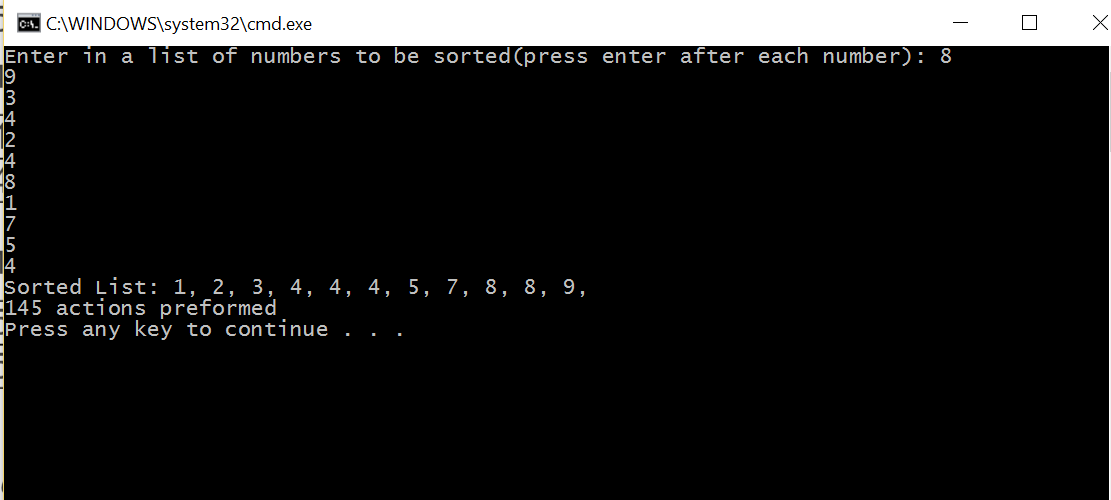 C:\WINDOWS\system32\cmd.exe
Enter in a list of numbers to be sorted(press enter after each number): 8
9
3
4
2
4
8
1
7
5
4
Sorted List: 1, 2, 3, 4, 4, 4, 5, 7, 8, 8, 9,
145 actions preformed
Press any key to continue . . .